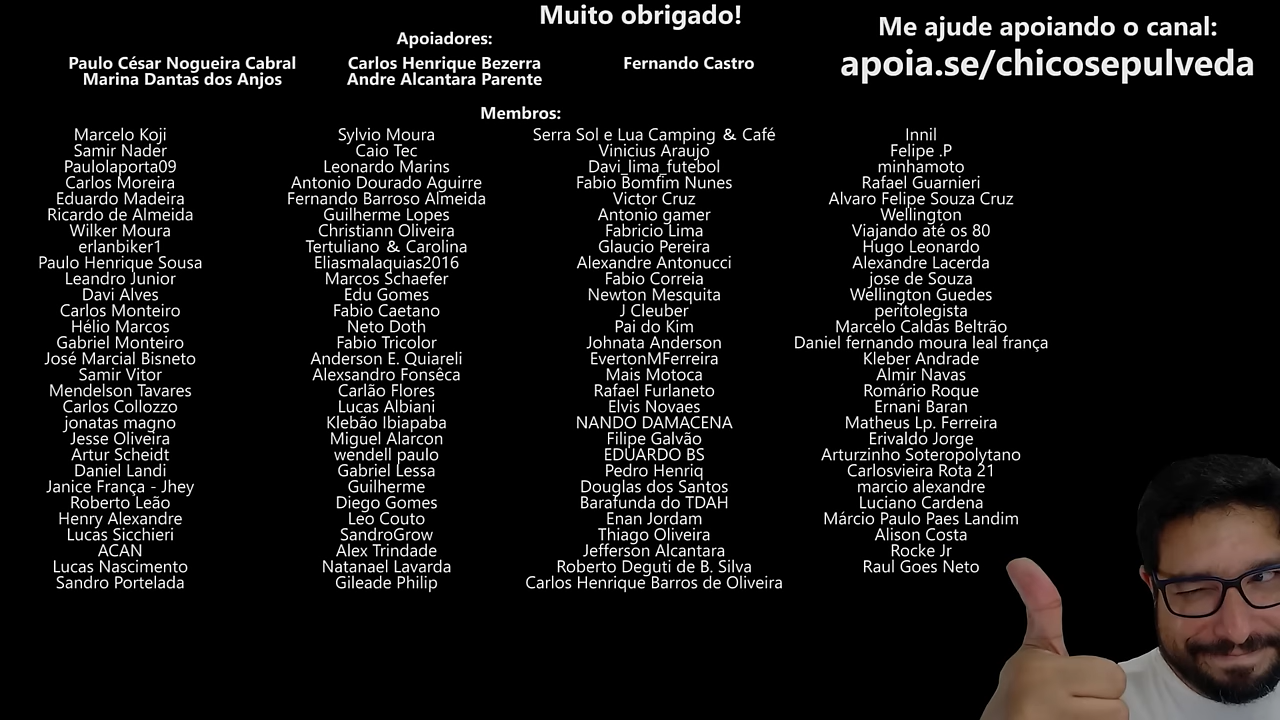 Muito obrigado!
Me ajude apoiando o canal:
apoia.se/chicosepulveda
Apoiadores:
Paulo César Nogueira Cabral
Marina Dantas dos Anjos
Carlos Henrique Bezerra
Andre Alcantara Parente
Fernando Castro
Membros:
Marcelo Koji
Samir Nader
Paulolaporta09
Carlos Moreira
Eduardo Madeira
Ricardo de Almeida
Wilker Moura
erlanbiker1
Paulo Henrique Sousa
Leandro Junior
Davi Alves
Carlos Monteiro
Hélio Marcos
Gabriel Monteiro
José Marcial Bisneto
Samir Vitor
Mendelson Tavares
Carlos Collozzo
jonatas magno
Jesse Oliveira
Artur Scheidt
Daniel Landi
Janice França - Jhey
Roberto Leão
Henry Alexandre
Lucas Sicchieri
ACAN
Lucas Nascimento
Sandro Portelada
Sylvio Moura
Caio Tec
Leonardo Marins
Antonio Dourado Aguirre
Fernando Barroso Almeida
Guilherme Lopes
Christiann Oliveira
Tertuliano & Carolina
Eliasmalaquias2016
Marcos Schaefer
Edu Gomes
Fabio Caetano
Neto Doth
Fabio Tricolor
Anderson E. Quiareli
Alexsandro Fonsêca
Carlão Flores
Lucas Albiani
Klebão Ibiapaba
Miguel Alarcon
wendell paulo
Gabriel Lessa
Guilherme
Diego Gomes
Leo Couto
SandroGrow
Alex Trindade
Natanael Lavarda
Gileade Philip
Serra Sol e Lua Camping & Café
Vinicius Araujo
Davi_lima_futebol
Fabio Bomfim Nunes
Victor Cruz
Antonio gamer
Fabricio Lima
Glaucio Pereira
Alexandre Antonucci
Fabio Correia
Newton Mesquita
J Cleuber
Pai do Kim
Johnata Anderson
EvertonMFerreira
Mais Motoca
Rafael Furlaneto
Elvis Novaes
NANDO DAMACENA
Filipe Galvão
EDUARDO BS
Pedro Henriq
Douglas dos Santos
Barafunda do TDAH
Enan Jordam
Thiago Oliveira
Jefferson Alcantara
Roberto Deguti de B. Silva
Carlos Henrique Barros de Oliveira
Innil
Felipe .P
minhamoto
Rafael Guarnieri
Alvaro Felipe Souza Cruz
Wellington
Viajando até os 80
Hugo Leonardo
Alexandre Lacerda
jose de Souza
Wellington Guedes
peritolegista
Marcelo Caldas Beltrão
Daniel fernando moura leal frança
Kleber Andrade
Almir Navas
Romário Roque
Ernani Baran
Matheus Lp. Ferreira
Erivaldo Jorge
Arturzinho Soteropolytano
Carlosvieira Rota 21
marcio alexandre
Luciano Cardena
Márcio Paulo Paes Landim
Alison Costa
Rocke Jr
Raul Goes Neto